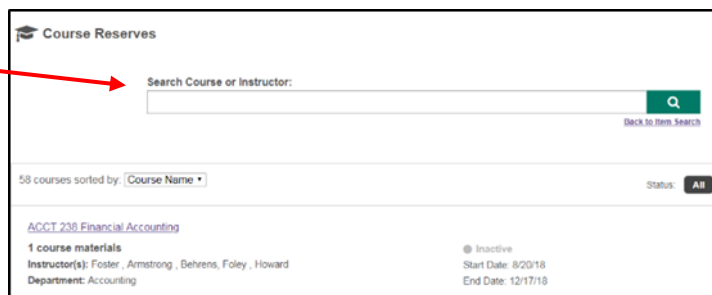 Course Reserves
Search Course or Instructor:
Back to Item Search
58 courses sorted by: Course Name
Status: All
ACCT 238 Financial Accounting
1 course materials
Inactive
Instructor(s): Foster , Armstrong , Behrens, Foley , Howard
Start Date: 8/20/18
Department: Accounting
End Date: 12/17/18